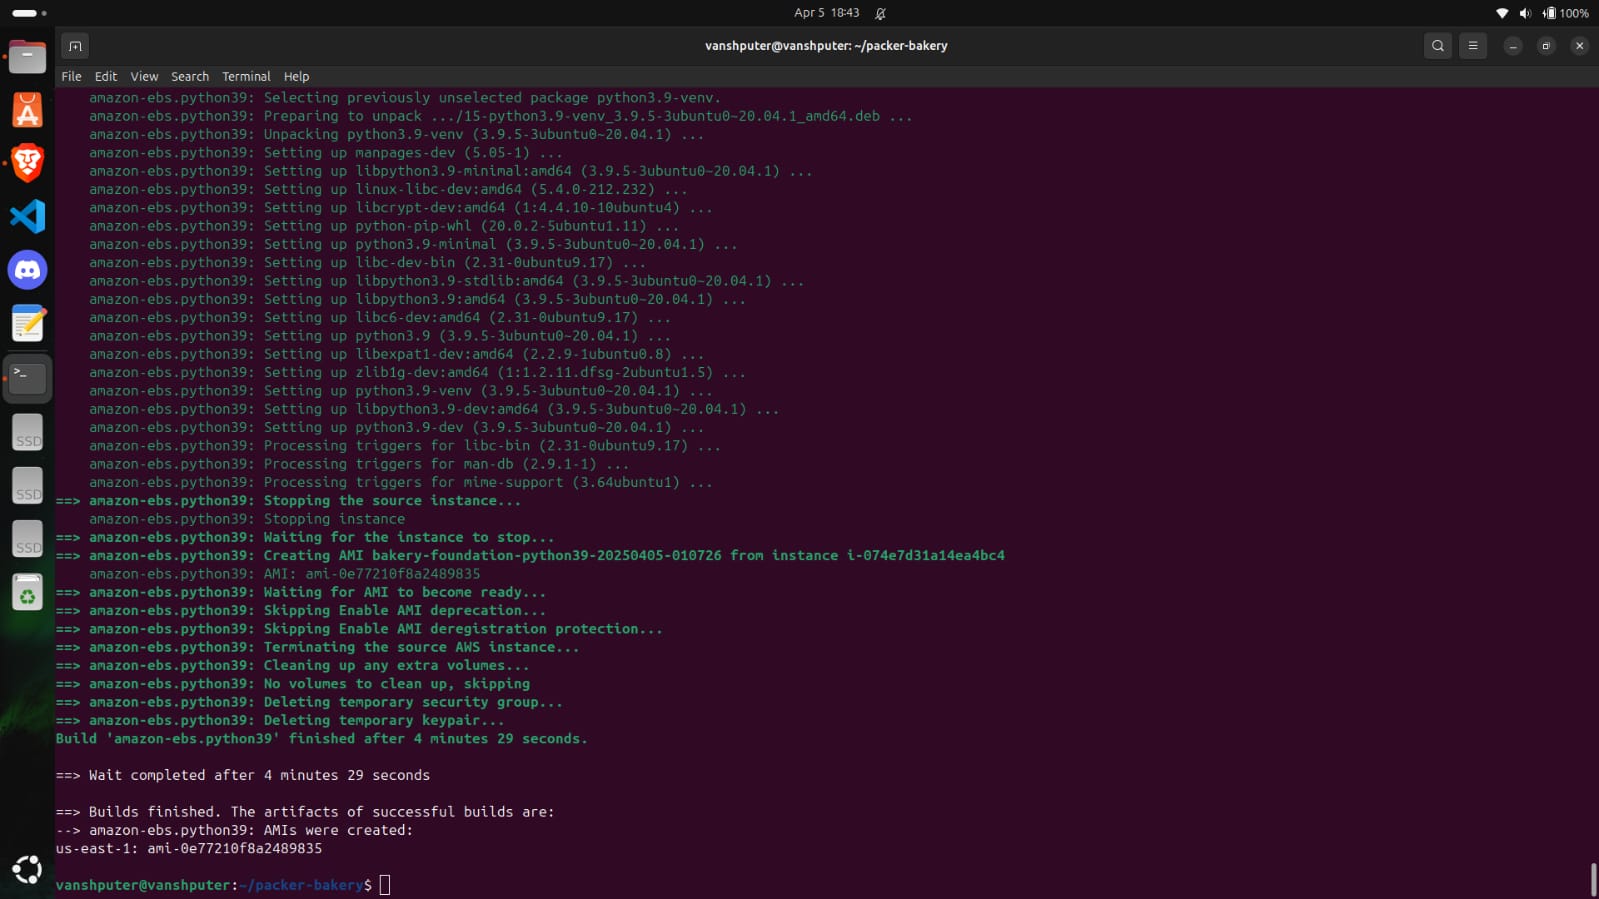 Apr 5 18:43
100%
vanshputer@vanshputer: ~/packer-bakery
File Edit View Search Terminal Help
amazon-ebs.python39: Selecting previously unselected package python3.9-venv.
amazon-ebs.python39: Preparing to unpack .../15-python3.9-venv_3.9.5-3ubuntu0~20.04.1_amd64.deb ...
amazon-ebs.python39: Unpacking python3.9-venv (3.9.5-3ubuntu0~20.04.1) ...
amazon-ebs.python39: Setting up manpages-dev (5.05-1) ...
amazon-ebs.python39: Setting up libpython3.9-minimal:amd64 (3.9.5-3ubuntu0~20.04.1) ...
amazon-ebs.python39: Setting up linux-libc-dev:amd64 (5.4.0-212.232) ...
amazon-ebs.python39: Setting up libcrypt-dev:amd64 (1:4.4.10-10ubuntu4) ...
amazon-ebs.python39: Setting up python-pip-whl (20.0.2-5ubuntu1.11) ...
amazon-ebs.python39: Setting up python3.9-minimal (3.9.5-3ubuntu0~20.04.1) ...
amazon-ebs.python39: Setting up libc-dev-bin (2.31-0ubuntu9.17) ...
amazon-ebs.python39: Setting up libpython3.9-stdlib:amd64 (3.9.5-3ubuntu0~20.04.1) ...
amazon-ebs.python39: Setting up libpython3.9:amd64 (3.9.5-3ubuntu0~20.04.1) ...
amazon-ebs.python39: Setting up libc6-dev:amd64 (2.31-0ubuntu9.17) ...
amazon-ebs.python39: Setting up python3.9 (3.9.5-3ubuntu0~20.04.1) ...
amazon-ebs.python39: Setting up libexpat1-dev:amd64 (2.2.9-1ubuntu0.8) ...
amazon-ebs.python39: Setting up zlib1g-dev:amd64 (1:1.2.11.dfsg-2ubuntu1.5) ...
amazon-ebs.python39: Setting up python3.9-venv (3.9.5-3ubuntu0~20.04.1) ...
amazon-ebs.python39: Setting up libpython3.9-dev:amd64 (3.9.5-3ubuntu0~20.04.1) ...
amazon-ebs.python39: Setting up python3.9-dev (3.9.5-3ubuntu0~20.04.1) ...
amazon-ebs.python39: Processing triggers for libc-bin (2.31-0ubuntu9.17) ...
amazon-ebs.python39: Processing triggers for man-db (2.9.1-1) ...
amazon-ebs.python39: Processing triggers for mime-support (3.64ubuntu1) ...
==> amazon-ebs.python39: Stopping the source instance...
amazon-ebs.python39: Stopping instance
==> amazon-ebs.python39: Waiting for the instance to stop...
==> amazon-ebs.python39: Creating AMI bakery-foundation-python39-20250405-010726 from instance i-074e7d31a14ea4bc4
amazon-ebs.python39: AMI: ami-0e77210f8a2489835
==> amazon-ebs.python39: Waiting for AMI to become ready...
==> amazon-ebs.python39: Skipping Enable AMI deprecation...
==> amazon-ebs.python39: Skipping Enable AMI deregistration protection...
==> amazon-ebs.python39: Terminating the source AWS instance...
==> amazon-ebs.python39: Cleaning up any extra volumes...
==> amazon-ebs.python39: No volumes to clean up, skipping
==> amazon-ebs.python39: Deleting temporary security group...
==> amazon-ebs.python39: Deleting temporary keypair...
Build 'amazon-ebs.python39' finished after 4 minutes 29 seconds.
==> Wait completed after 4 minutes 29 seconds
==> Builds finished. The artifacts of successful builds are:
--> amazon-ebs.python39: AMIs were created:
us-east-1: ami-0e77210f8a2489835
vanshputer@vanshputer:~/packer-bakery$
SSD
SSD
SSD